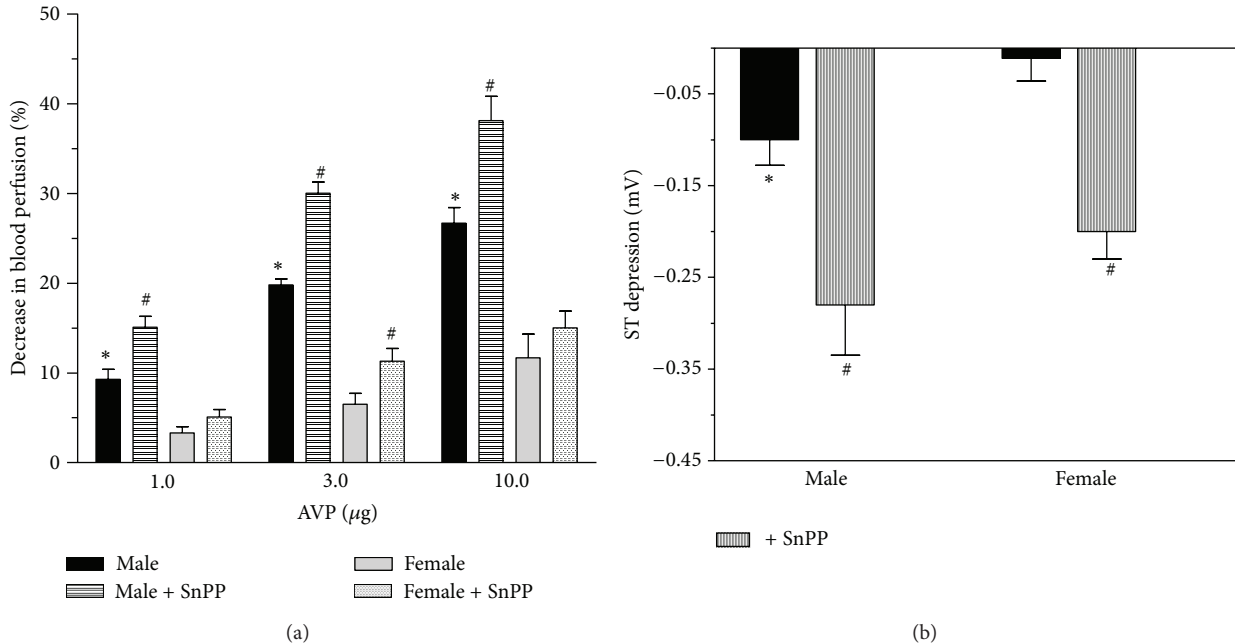 50
40
30
20
10
0
Decrease in blood perfusion (%)
* # * # # * #
1.0 3.0 10.0
AVP (μg)
Male
Male + SnPP
Female
Female + SnPP
(a)
−0.05
−0.15
−0.25
−0.35
−0.45
ST depression (mV)
* # #
Male Female
+ SnPP
(b)